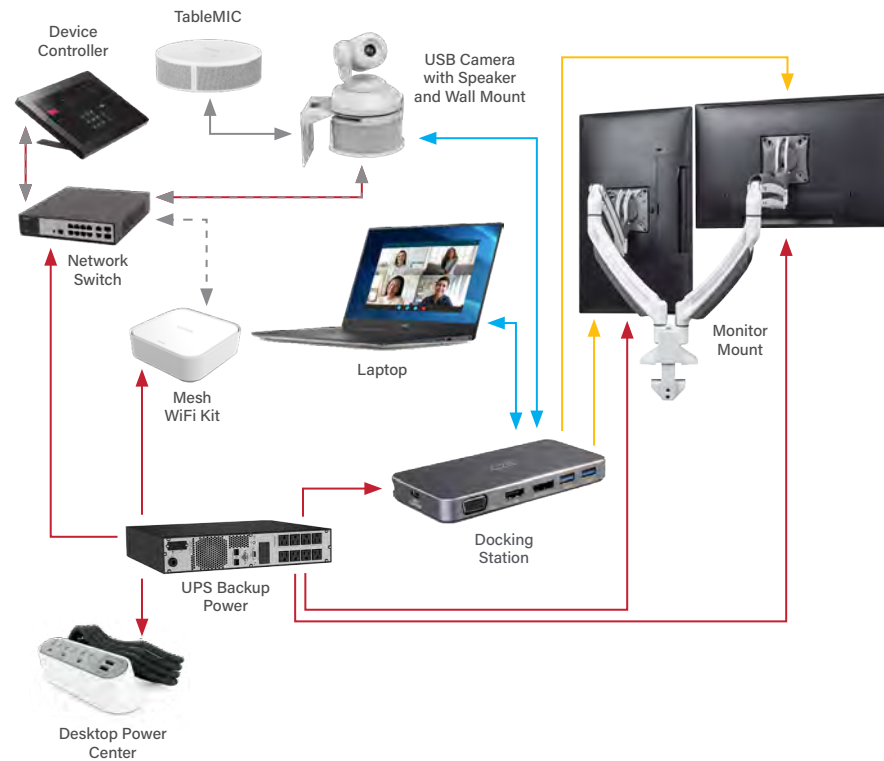 TableMIC
Device
Controller
USB Camera
with Speaker
and Wall Mount
Network
Switch
Monitor
Mount
Laptop
Mesh
WiFi Kit
Docking
Station
UPS Backup
Power
Desktop Power
Center